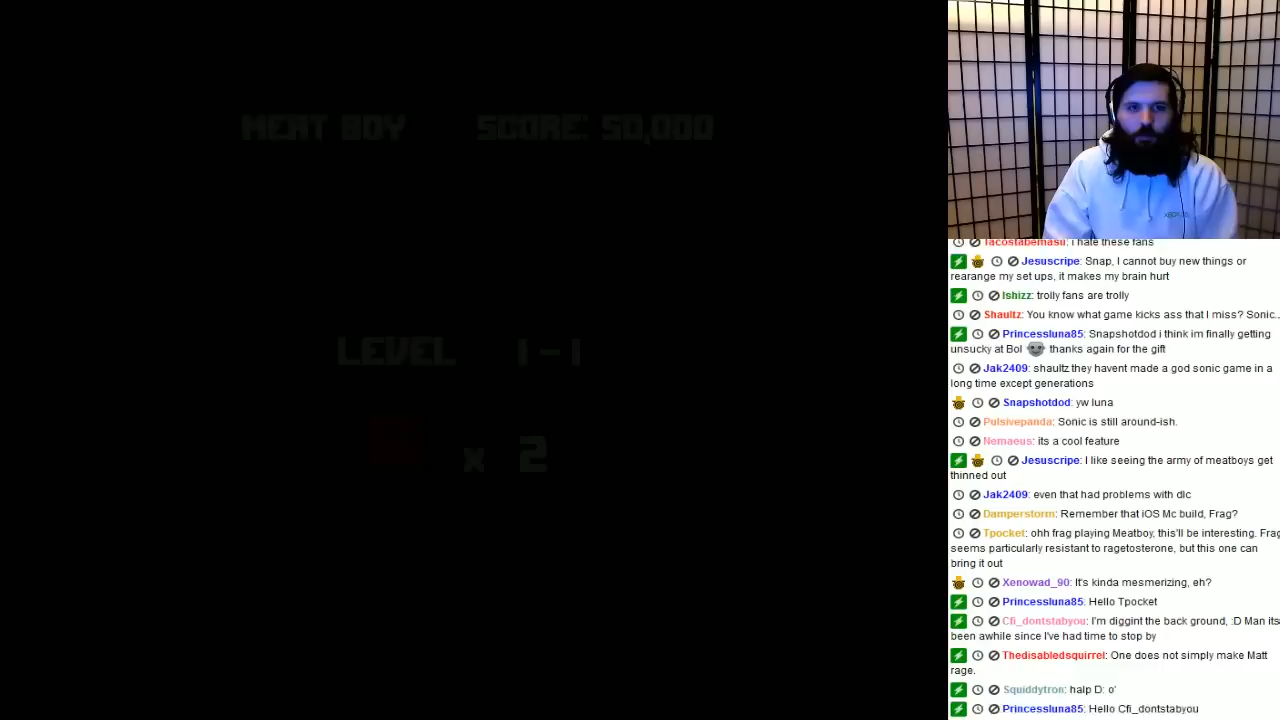 MEAT BOY SCORE: 50,000
LEVEL 1-1
x 2
Tacostabemasu: i hate these fans
Jesuscripe: Snap, I cannot buy new things or
rearange my set ups, it makes my brain hurt
Ishizz: trolly fans are trolly
Shaultz: You know what game kicks ass that I miss? Sonic..
Princessluna85: Snapshotdod i think im finally getting
unsucky at BoI thanks again for the gift
Jak2409: shaultz they havent made a god sonic game in a
long time except generations
Snapshotdod: yw luna
Pulsivepanda: Sonic is still around-ish.
Nemaeus: its a cool feature
Jesuscripe: I like seeing the army of meatboys get
thinned out
Jak2409: even that had problems with dlc
Damperstorm: Remember that iOS Mc build, Frag?
Tpocket: ohh frag playing Meatboy, this'll be interesting. Frag
seems particularly resistant to ragetosterone, but this one can
bring it out
Xenowad_90: It's kinda mesmerizing, eh?
Princessluna85: Hello Tpocket
Cfi_dontstabyou: I'm diggint the back ground, :D Man its
been awhile since I've had time to stop by
Thedisabledsquirrel: One does not simply make Matt
rage.
Squiddytron: halp D: o'
Princessluna85: Hello Cfi_dontstabyou